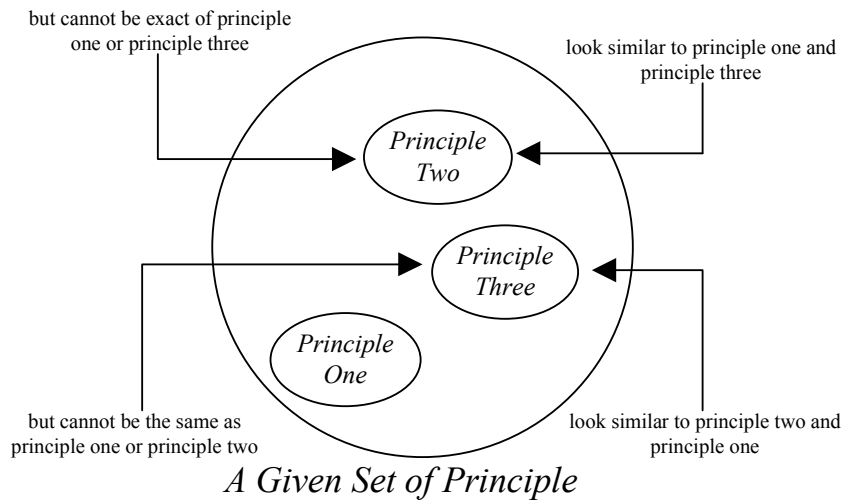 but cannot be exact of principle
one or principle three
look similar to principle one and
principle three
Principle
Two
Principle
Three
Principle
One
but cannot be the same as
principle one or principle two
look similar to principle two and
principle one
A Given Set of Principle